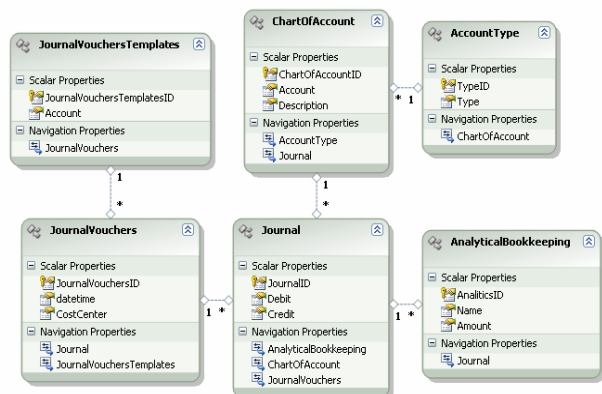 JournalVouchersTemplates
Scalar Properties
JournalVouchersTemplatesID
Account
Navigation Properties
JournalVouchers
ChartOfAccount
Scalar Properties
ChartOfAccountID
Account
Description
Navigation Properties
AccountType
Journal
* 1
AccountType
Scalar Properties
TypeID
Type
Navigation Properties
ChartOfAccount
1
*
1
*
JournalVouchers
Scalar Properties
JournalVouchersID
datetime
CostCenter
Navigation Properties
Journal
JournalVouchersTemplates
1 *
Journal
Scalar Properties
JournalID
Debit
Credit
Navigation Properties
AnalyticalBookkeeping
ChartOfAccount
JournalVouchers
1 *
AnalyticalBookkeeping
Scalar Properties
AnaliticsID
Name
Amount
Navigation Properties
Journal